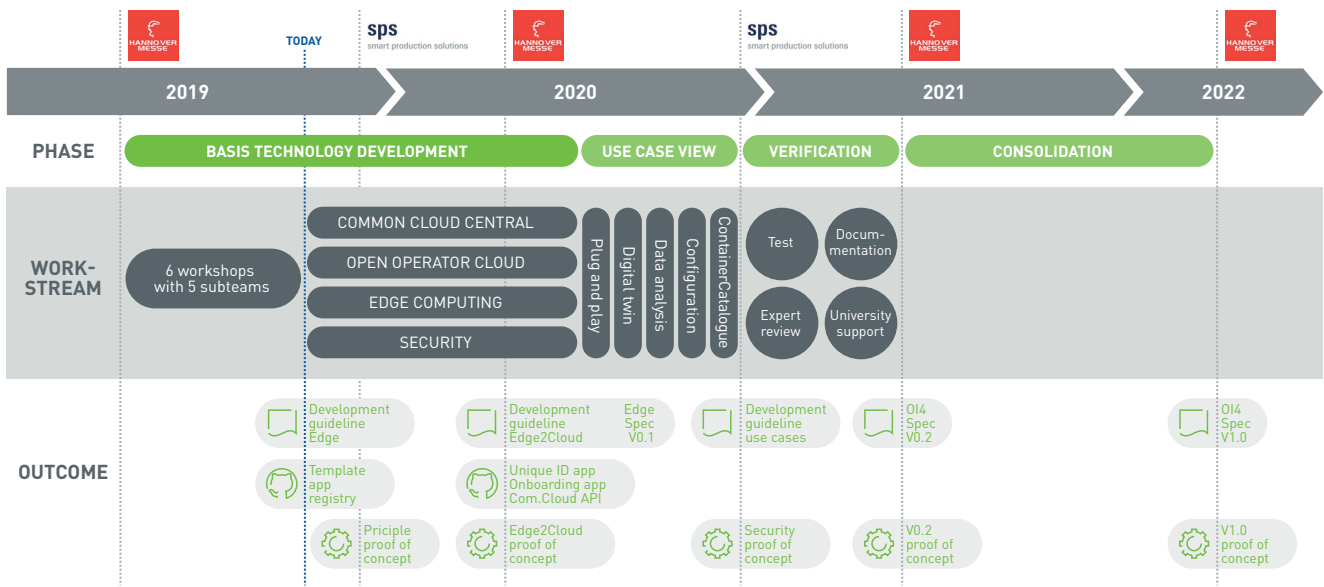 HANNOVER
MESSE
TODAY
sps
smart production solutions
HANNOVER
MESSE
sps
smart production solutions
HANNOVER
MESSE
HANNOVER
MESSE
2019
2020
2021
2022
PHASE
BASIS TECHNOLOGY DEVELOPMENT
USE CASE VIEW
VERIFICATION
CONSOLIDATION
WORK-
STREAM
6 workshops
with 5 subteams
COMMON CLOUD CENTRAL
OPEN OPERATOR CLOUD
EDGE COMPUTING
SECURITY
Plug and play
Digital twin
Data analysis
Configuration
ContainerCatalogue
Test
Docum-
mentation
Expert
review
University
support
OUTCOME
Development
guideline
Edge
Development
guideline
Edge2Cloud
Edge
Spec
V0.1
Development
guideline
use cases
OI4
Spec
V0.2
OI4
Spec
V1.0
Template
app
registry
Unique ID app
Onboarding app
Com.Cloud API
Priciple
proof of
concept
Edge2Cloud
proof of
concept
Security
proof of
concept
V0.2
proof of
concept
V1.0
proof of
concept